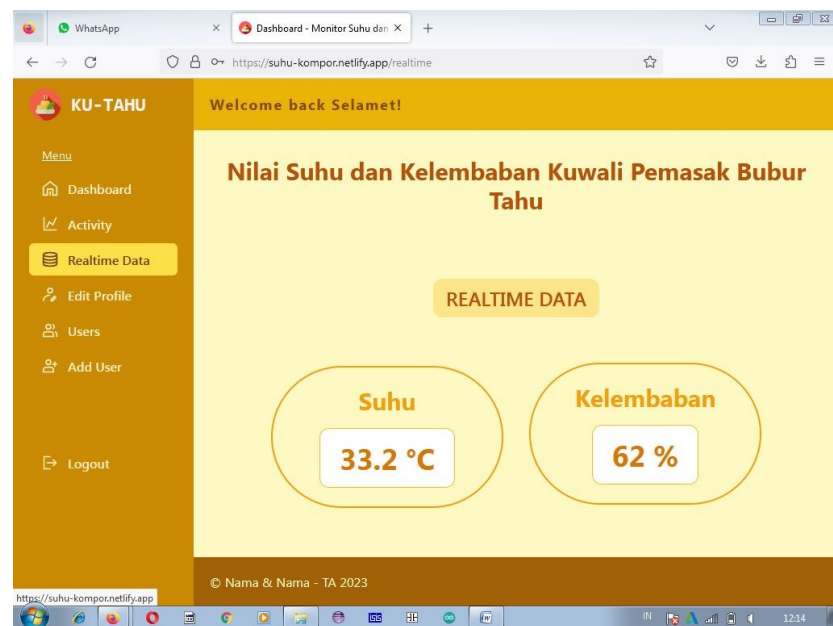 WhatsApp
Dashboard - Monitor Suhu dan
https://suhu-kompor.netlify.app/realtime
KU-TAHU
Welcome back Selamet!
Menu
Dashboard
Activity
Realtime Data
Edit Profile
Users
Add User
Logout
Nilai Suhu dan Kelembaban Kuwali Pemasak Bubur
Tahu
REALTIME DATA
Suhu
33.2 °C
Kelembaban
62 %
© Nama & Nama - TA 2023
https://suhu-kompor.netlify.app
IN
12:14